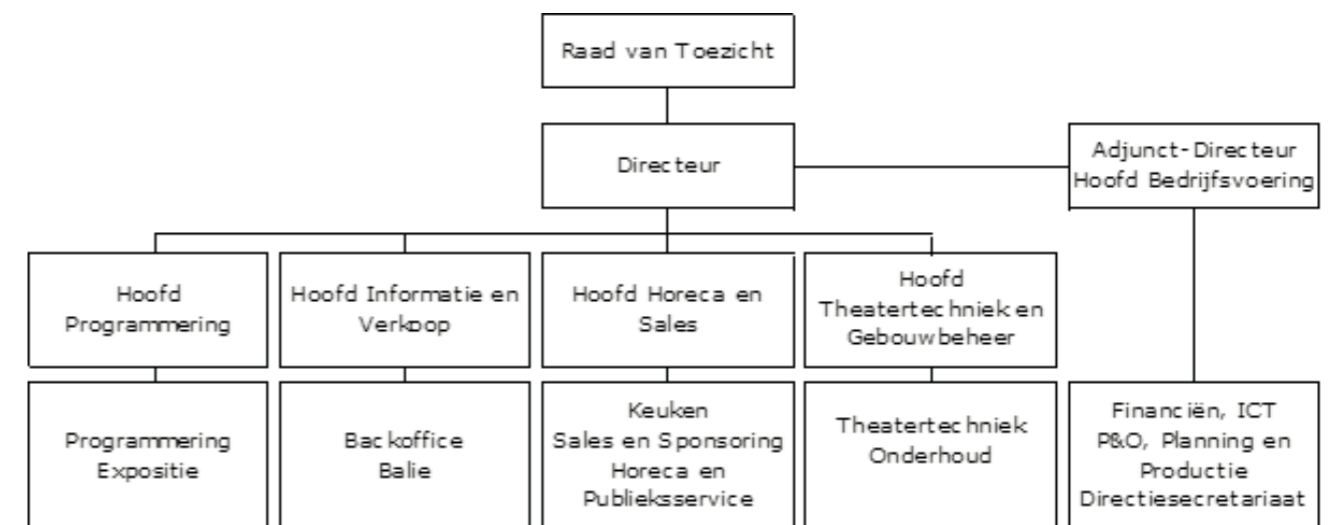 Raad van Toezicht
Directeur
Adjunct-Directeur
Hoofd Bedrijfsvoering
Hoofd
Programmering
Hoofd Informatie en
Verkoop
Hoofd Horeca en
Sales
Hoofd
Theatertechniek en
Gebouwbeheer
Programmering
Expositie
Backoffice
Balie
Keuken
Sales en Sponsoring
Horeca en
Publieksservice
Theatertechniek
Onderhoud
Financiën, ICT
P&O, Planning en
Productie
Directiesecretariaat